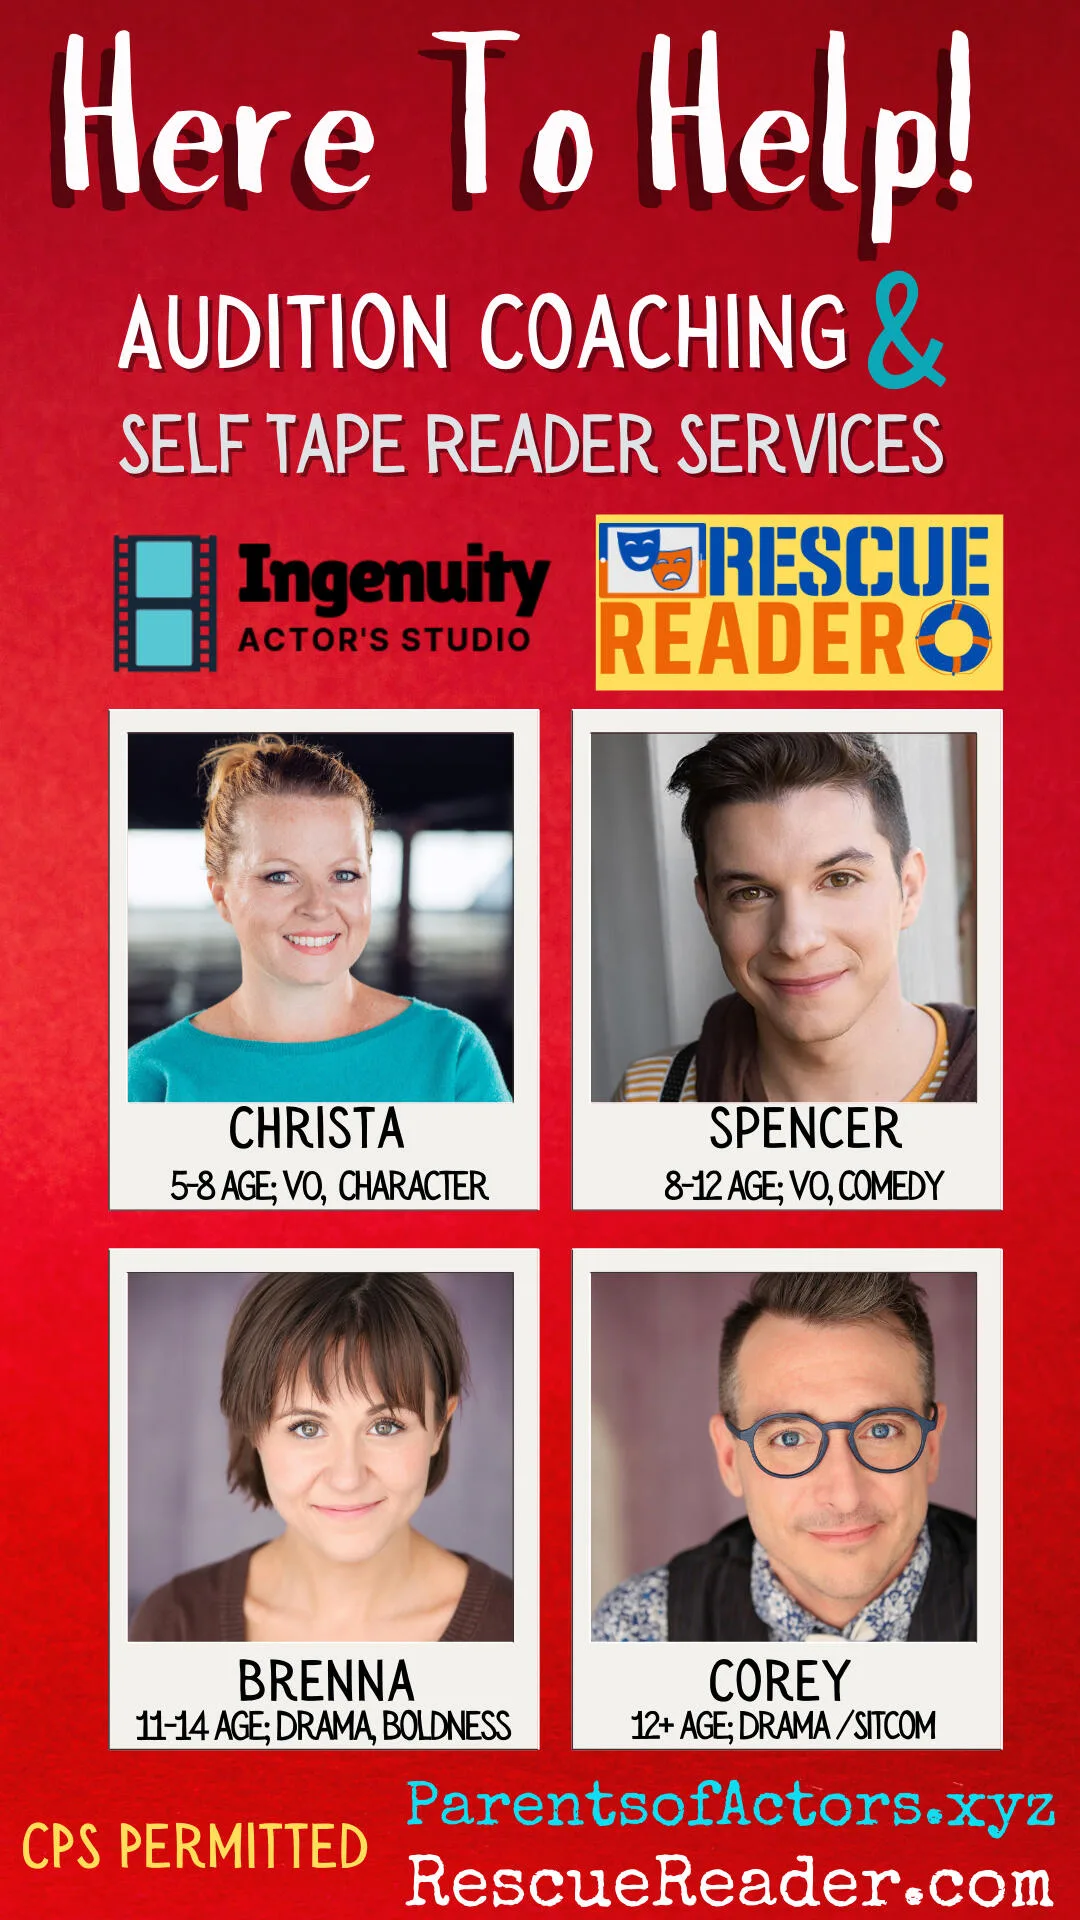 Here To Help!
AUDITION COACHING &
SELF TAPE READER SERVICES
Ingenuity
ACTOR'S STUDIO
RESCUE
READER
CHRISTA
5-8 AGE; VO, CHARACTER
SPENCER
8-12 AGE; VO, COMEDY
BRENNA
11-14 AGE; DRAMA, BOLDNESS
COREY
12+ AGE; DRAMA /SITCOM
CPS PERMITTED
ParentsofActors.xyz
RescueReader.com